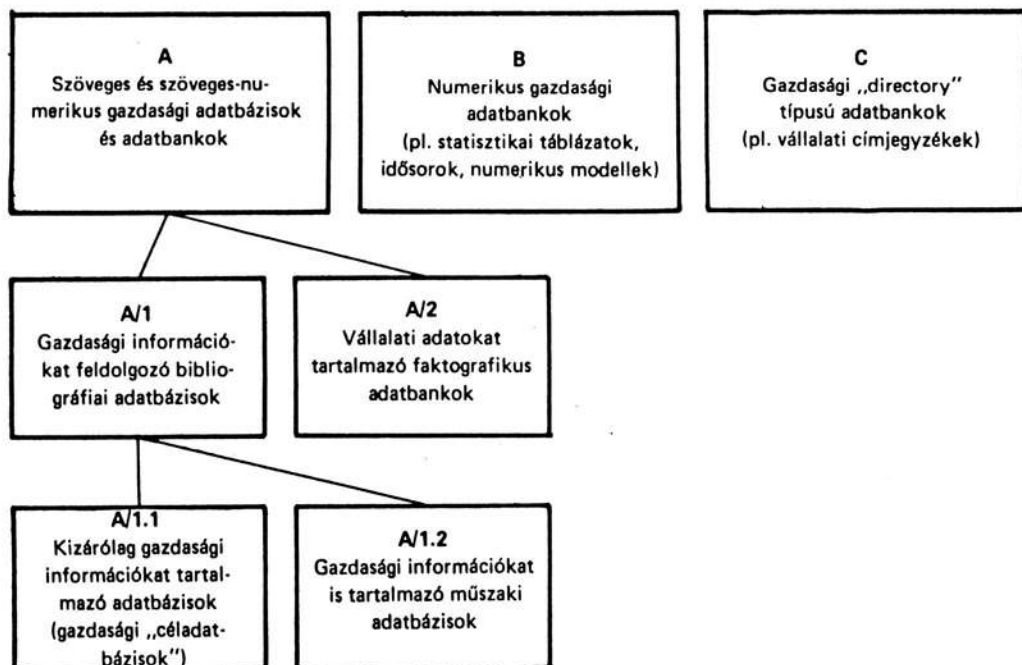 A
Szöveges és szöveges-nu-
merikus gazdasági adatbázisok
és adatbankok
B
Numerikus gazdasági
adatbankok
(pl. statisztikai táblázatok,
idősorok, numerikus modellek)
C
Gazdasági „directory”
típusú adatbankok
(pl. vállalati címjegyzékek)
A/1
Gazdasági információ-
kat feldolgozó biblio-
gráfiai adatbázisok
A/2
Vállalati adatokat
tartalmazó faktografikus
adatbankok
A/1.1
Kizárólag gazdasági
információkat tartal-
mazó adatbázisok
(gazdasági „céladat-
bázisok”)
A/1.2
Gazdasági információkat
is tartalmazó műszaki
adatbázisok